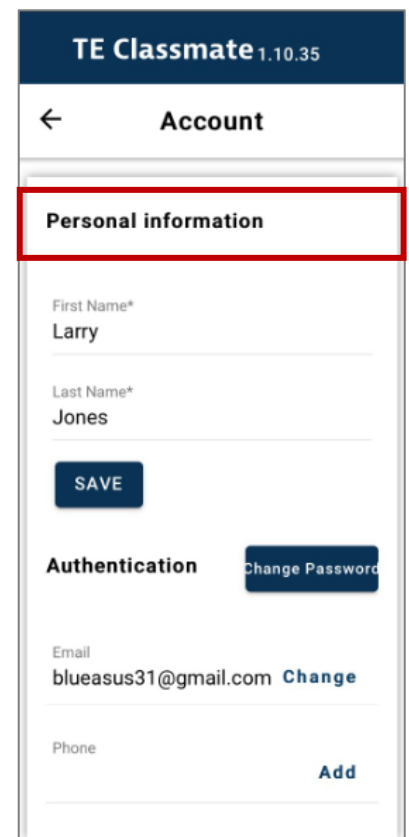 TE Classmate 1.10.35
Account
Personal information
First Name*
Larry
Last Name*
Jones
SAVE
Authentication Change Password
Email
blueasus31@gmail.com Change
Phone
Add